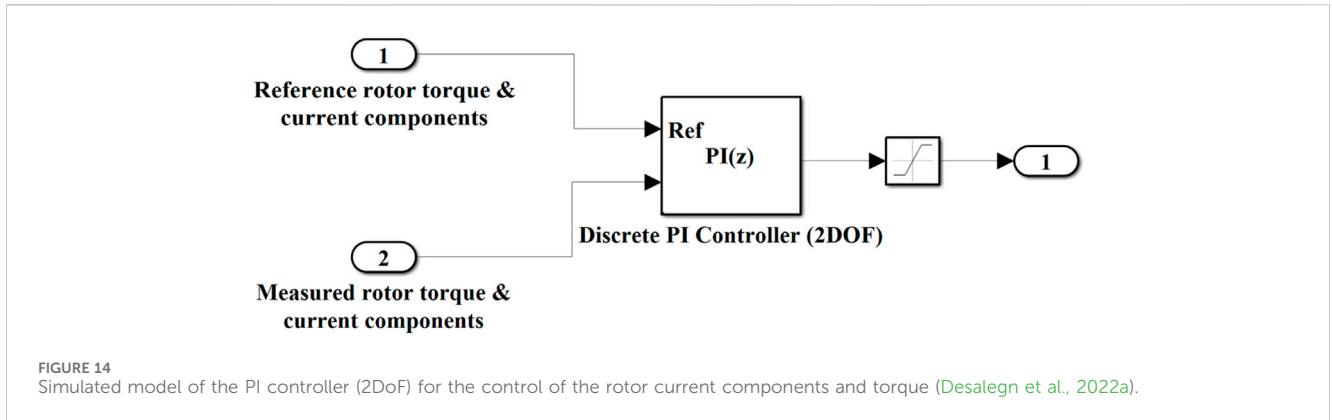 1
Reference rotor torque &
current components
Ref
PI(z)
1
Discrete PI Controller (2DOF)
2
Measured rotor torque &
current components
FIGURE 14
Simulated model of the PI controller (2DoF) for the control of the rotor current components and torque (Desalegn et al., 2022a).